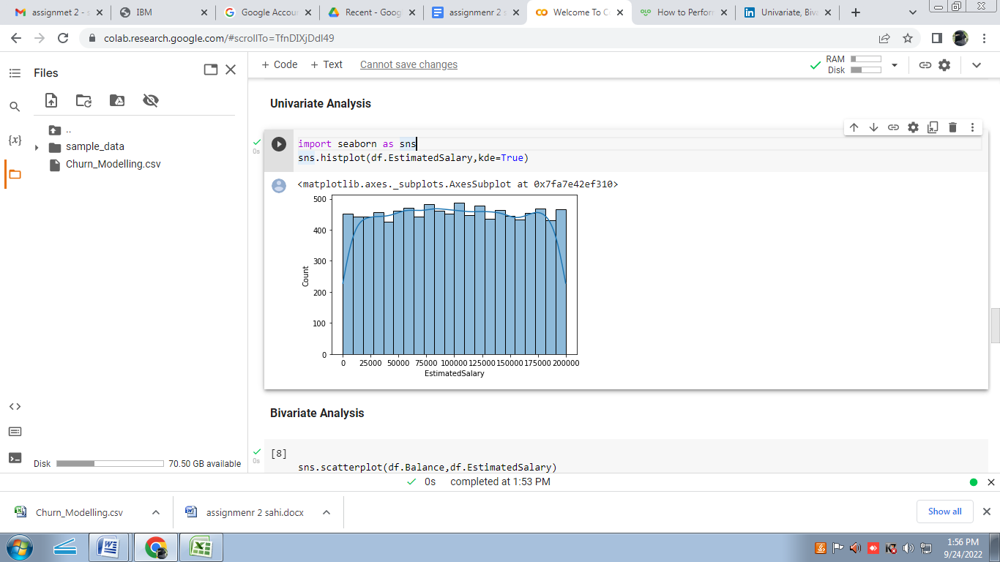 assignmet 2 - s
IBM
Google Accou
Recent - Goog
assignmenr 2 s
Welcome To C
How to Perfor
Univariate, Biva
colab.research.google.com/#scrollTo=TfnDIXjDdl49
Files
+ Code + Text Cannot save changes
RAM
Disk
..
sample_data
Churn_Modelling.csv
{x}
Univariate Analysis
0s
import seaborn as sns
sns.histplot(df.EstimatedSalary,kde=True)
<matplotlib.axes._subplots.AxesSubplot at 0x7fa7e42ef310>
500
400
300
200
100
0
Count
0 25000 50000 75000 100000 125000 150000 175000 200000
EstimatedSalary
Bivariate Analysis
0s
[8]
sns.scatterplot(df.Balance,df.EstimatedSalary)
Disk 70.50 GB available
0s completed at 1:53 PM
Churn_Modelling.csv
assignmenr 2 sahi.docx
Show all
1:56 PM
9/24/2022